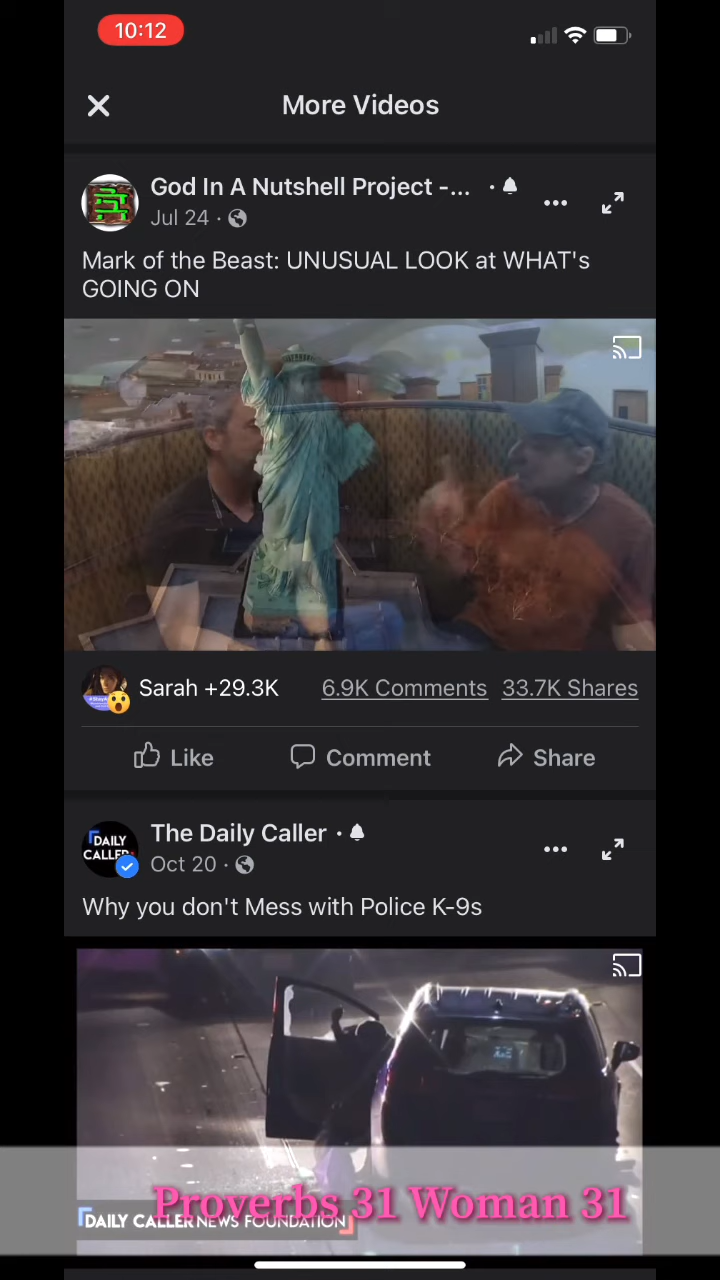 10:12
More Videos
God In A Nutshell Project -...
Jul 24
Mark of the Beast: UNUSUAL LOOK at WHAT's
GOING ON
Sarah +29.3K
6.9K Comments
33.7K Shares
Like
Comment
Share
DAILY
CALLER
The Daily Caller
Oct 20
Why you don't Mess with Police K-9s
Proverbs 31 Woman 31
DAILY CALLER NEWS FOUNDATION